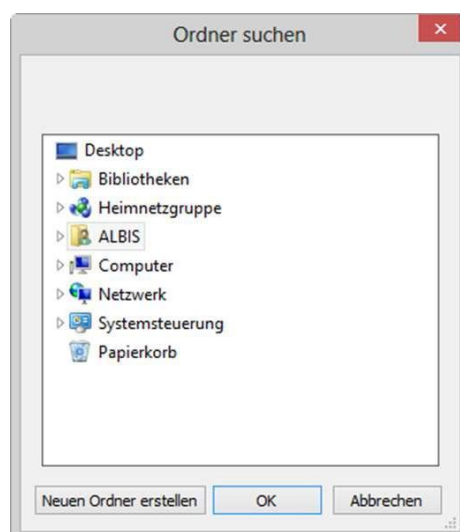 Ordner suchen
Desktop
Bibliotheken
Heimnetzgruppe
ALBIS
Computer
Netzwerk
Systemsteuerung
Papierkorb
Neuen Ordner erstellen OK Abbrechen